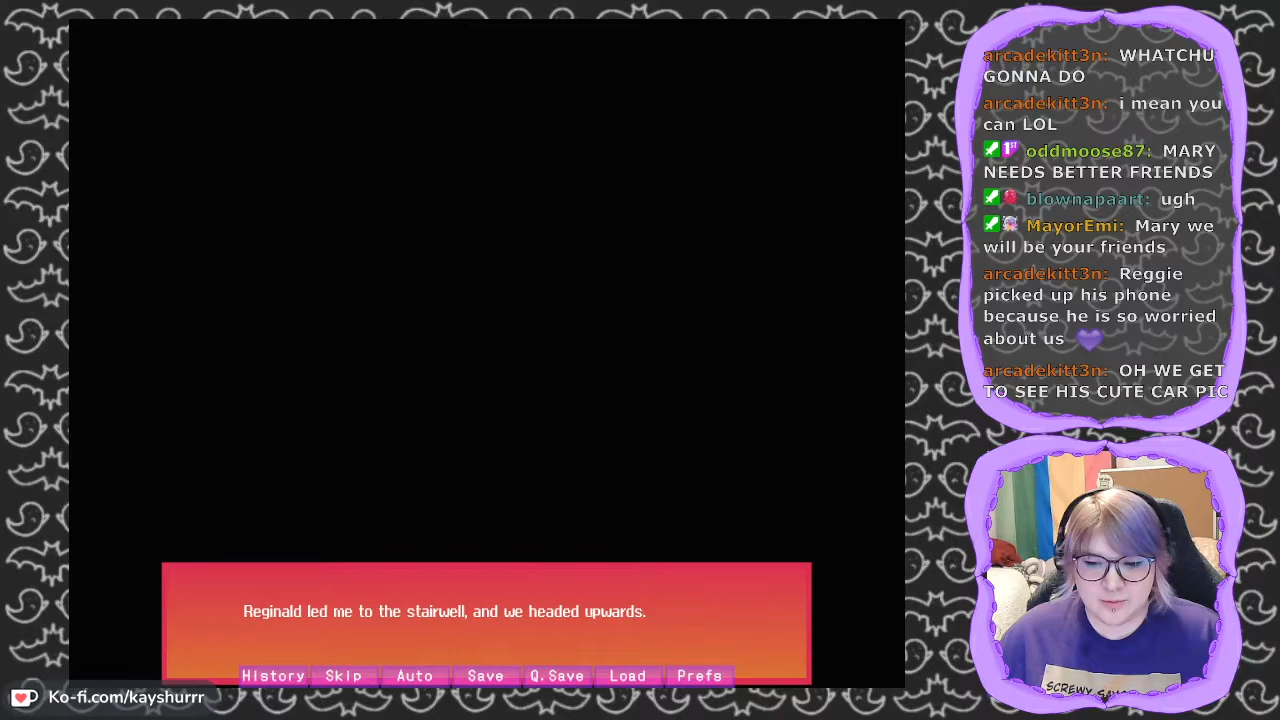 arcadekitt3n: WHATCHU
GONNA DO
arcadekitt3n: i mean you
can LOL
1st oddmoose87: MARY
NEEDS BETTER FRIENDS
blownapaart: ugh
MayorEmi: Mary we
will be your friends
arcadekitt3n: Reggie
picked up his phone
because he is so worried
about us
arcadekitt3n: OH WE GET
TO SEE HIS CUTE CAR PIC
Reginald led me to the stairwell, and we headed upwards.
History Skip Auto Save Q.Save Load Prefs
Ko-fi.com/kayshurrr
SCREWY